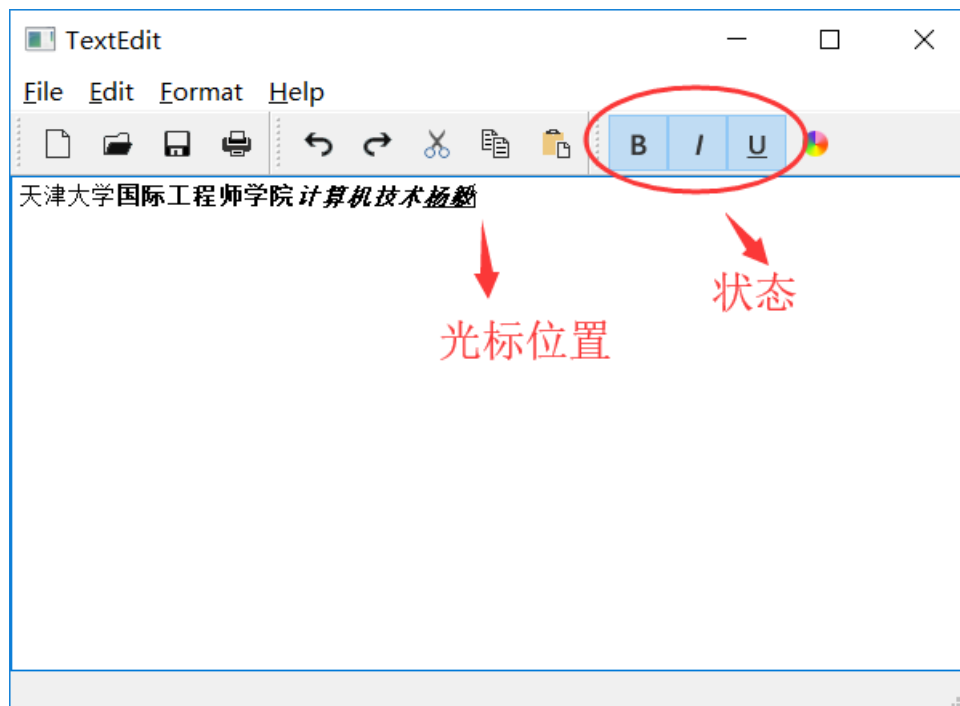 TextEdit
File Edit Format Help
B I U
天津大学国际工程师学院计算机技术杨毅
状态
光标位置